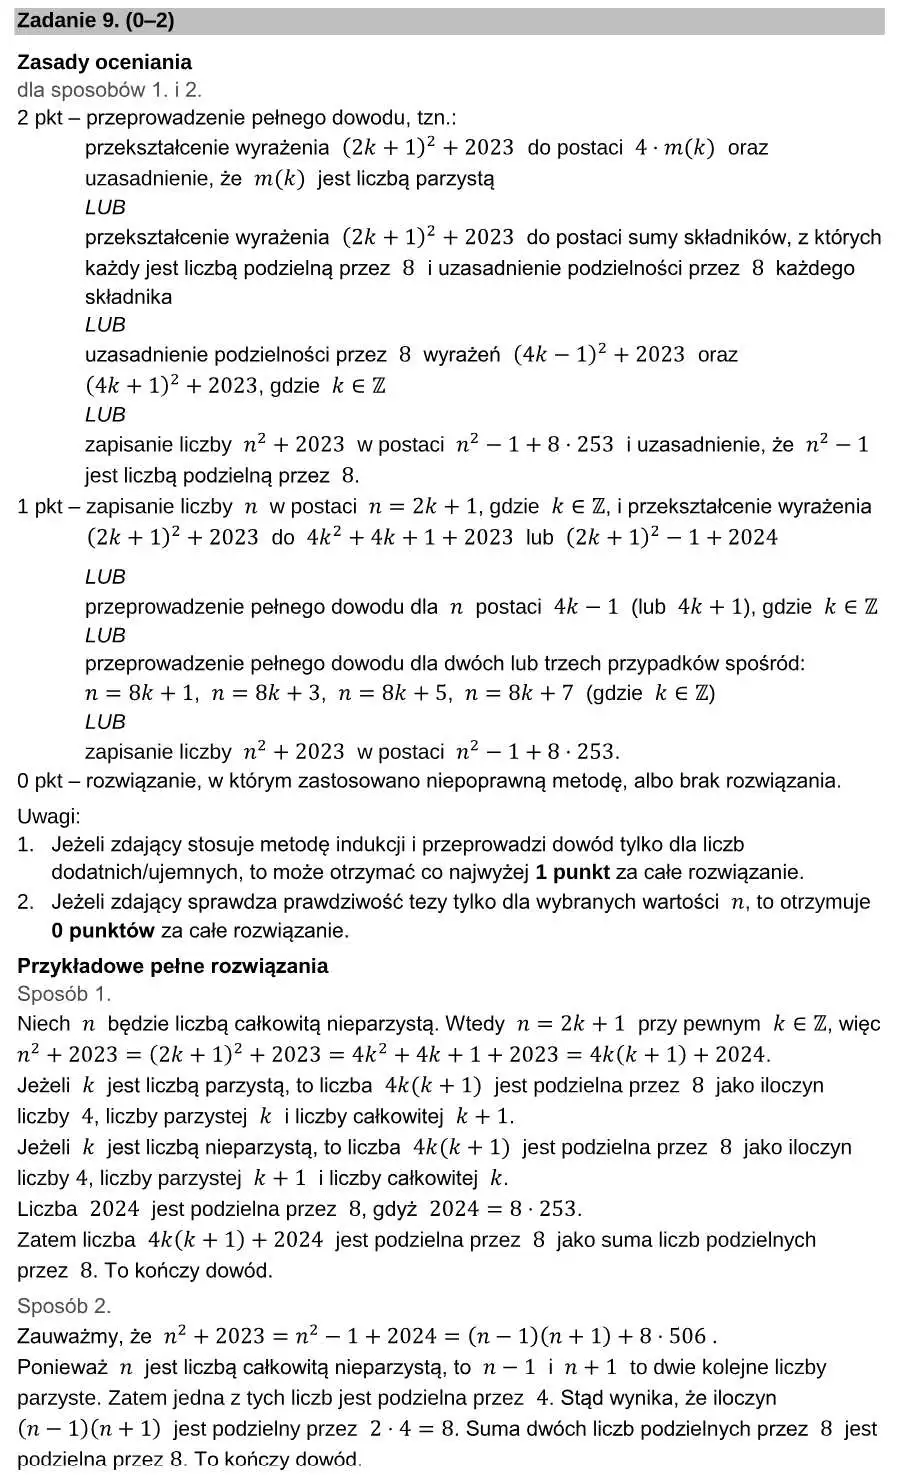 Zadanie 9. (0–2)
Zasady oceniania
dla sposobów 1. i 2.
2 pkt – przeprowadzenie pełnego dowodu, tzn.:
przekształcenie wyrażenia (2k + 1)² + 2023 do postaci 4 · m(k) oraz
uzasadnienie, że m(k) jest liczbą parzystą
LUB
przekształcenie wyrażenia (2k + 1)² + 2023 do postaci sumy składników, z których
każdy jest liczbą podzielną przez 8 i uzasadnienie podzielności przez 8 każdego
składnika
LUB
uzasadnienie podzielności przez 8 wyrażeń (4k − 1)² + 2023 oraz
(4k + 1)² + 2023, gdzie k ∈ ℤ
LUB
zapisanie liczby n² + 2023 w postaci n² − 1 + 8 · 253 i uzasadnienie, że n² − 1
jest liczbą podzielną przez 8.
1 pkt – zapisanie liczby n w postaci n = 2k + 1, gdzie k ∈ ℤ, i przekształcenie wyrażenia
(2k + 1)² + 2023 do 4k² + 4k + 1 + 2023 lub (2k + 1)² − 1 + 2024
LUB
przeprowadzenie pełnego dowodu dla n postaci 4k − 1 (lub 4k + 1), gdzie k ∈ ℤ
LUB
przeprowadzenie pełnego dowodu dla dwóch lub trzech przypadków spośród:
n = 8k + 1, n = 8k + 3, n = 8k + 5, n = 8k + 7 (gdzie k ∈ ℤ)
LUB
zapisanie liczby n² + 2023 w postaci n² − 1 + 8 · 253.
0 pkt – rozwiązanie, w którym zastosowano niepoprawną metodę, albo brak rozwiązania.
Uwagi:
1. Jeżeli zdający stosuje metodę indukcji i przeprowadzi dowód tylko dla liczb
dodatnich/ujemnych, to może otrzymać co najwyżej 1 punkt za całe rozwiązanie.
2. Jeżeli zdający sprawdza prawdziwość tezy tylko dla wybranych wartości n, to otrzymuje
0 punktów za całe rozwiązanie.
Przykładowe pełne rozwiązania
Sposób 1.
Niech n będzie liczbą całkowitą nieparzystą. Wtedy n = 2k + 1 przy pewnym k ∈ ℤ, więc
n² + 2023 = (2k + 1)² + 2023 = 4k² + 4k + 1 + 2023 = 4k(k + 1) + 2024.
Jeżeli k jest liczbą parzystą, to liczba 4k(k + 1) jest podzielna przez 8 jako iloczyn
liczby 4, liczby parzystej k i liczby całkowitej k + 1.
Jeżeli k jest liczbą nieparzystą, to liczba 4k(k + 1) jest podzielna przez 8 jako iloczyn
liczby 4, liczby parzystej k + 1 i liczby całkowitej k.
Liczba 2024 jest podzielna przez 8, gdyż 2024 = 8 · 253.
Zatem liczba 4k(k + 1) + 2024 jest podzielna przez 8 jako suma liczb podzielnych
przez 8. To kończy dowód.
Sposób 2.
Zauważmy, że n² + 2023 = n² − 1 + 2024 = (n − 1)(n + 1) + 8 · 506 .
Ponieważ n jest liczbą całkowitą nieparzystą, to n − 1 i n + 1 to dwie kolejne liczby
parzyste. Zatem jedna z tych liczb jest podzielna przez 4. Stąd wynika, że iloczyn
(n − 1)(n + 1) jest podzielny przez 2 · 4 = 8. Suma dwóch liczb podzielnych przez 8 jest
podzielna przez 8. To kończy dowód.